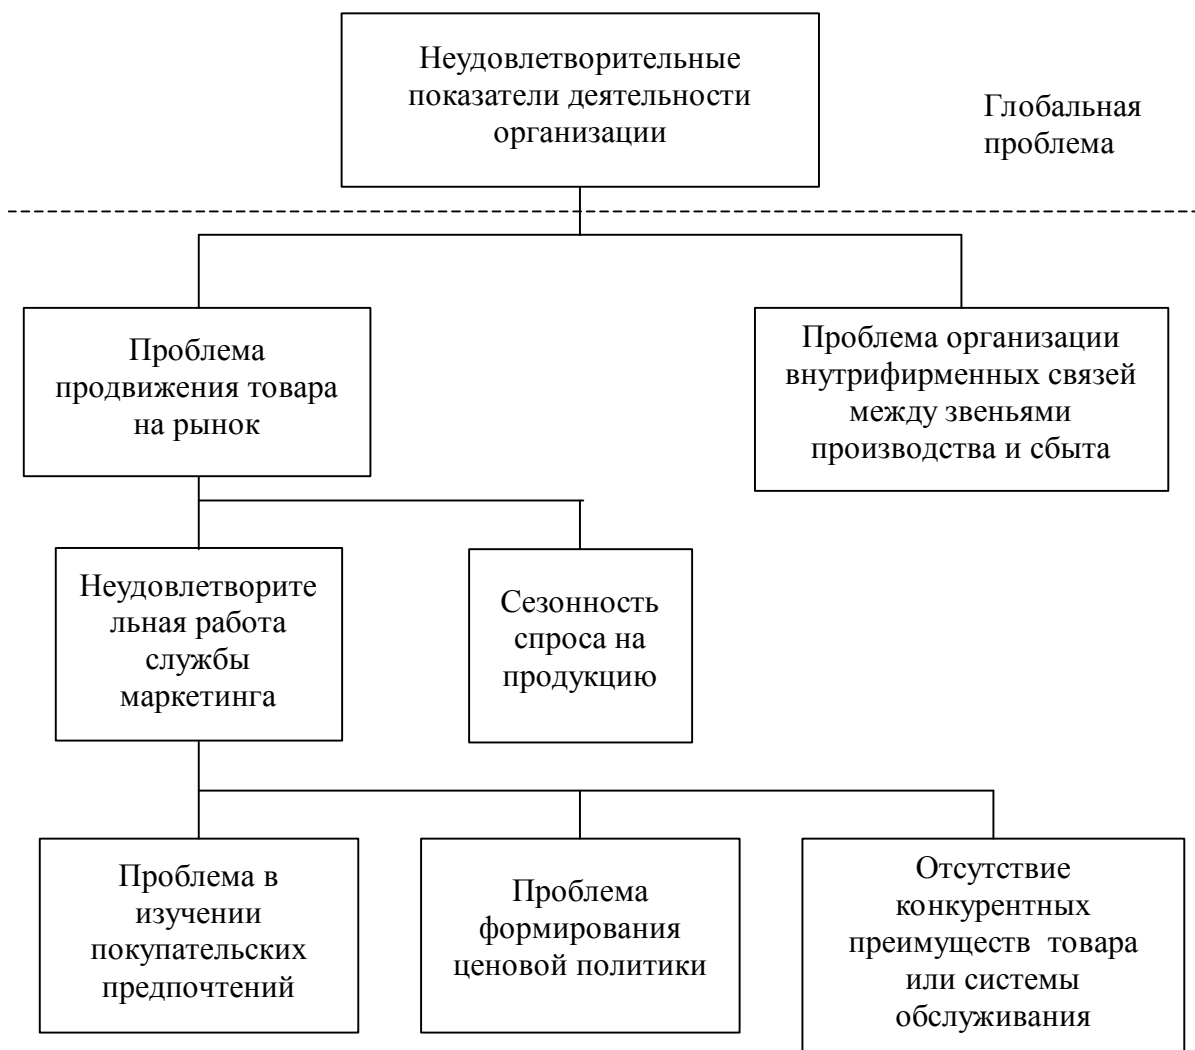 Неудовлетворительные
показатели деятельности
организации
Глобальная
проблема
Проблема
продвижения товара
на рынок
Проблема организации
внутрифирменных связей
между звеньями
производства и сбыта
Неудовлетворите
льная работа
службы
маркетинга
Сезонность
спроса на
продукцию
Проблема в
изучении
покупательских
предпочтений
Проблема
формирования
ценовой политики
Отсутствие
конкурентных
преимуществ товара
или системы
обслуживания